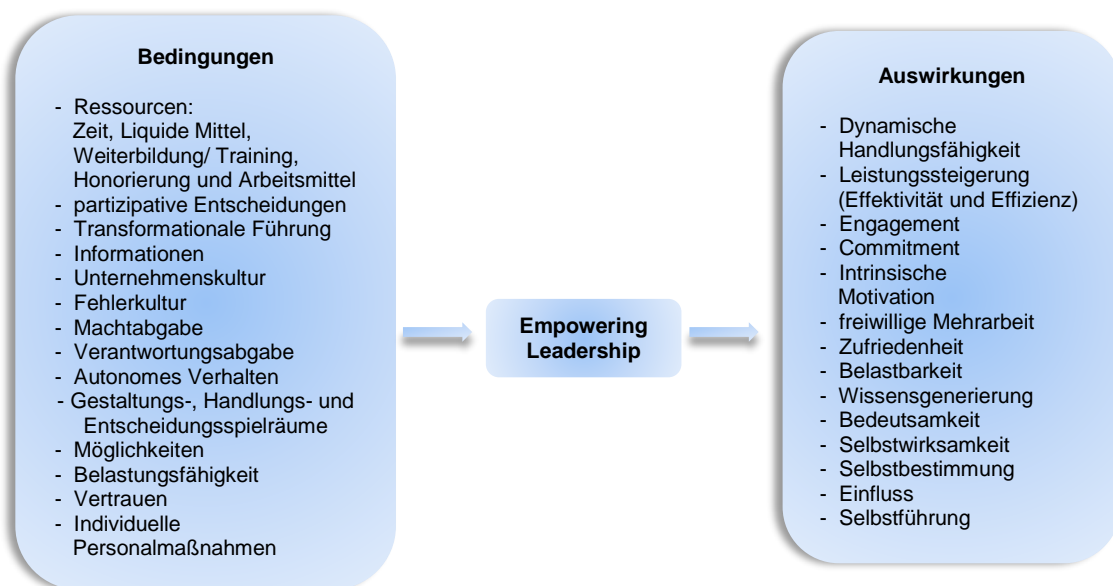 Bedingungen
- Ressourcen:
Zeit, Liquide Mittel,
Weiterbildung/ Training,
Honorierung und Arbeitsmittel
- partizipative Entscheidungen
- Transformationale Führung
- Informationen
- Unternehmenskultur
- Fehlerkultur
- Machtabgabe
- Verantwortungsabgabe
- Autonomes Verhalten
- Gestaltungs-, Handlungs- und
Entscheidungsspielräume
- Möglichkeiten
- Belastungsfähigkeit
- Vertrauen
- Individuelle
Personalmaßnahmen
Empowering
Leadership
Auswirkungen
- Dynamische
Handlungsfähigkeit
- Leistungssteigerung
(Effektivität und Effizienz)
- Engagement
- Commitment
- Intrinsische
Motivation
- freiwillige Mehrarbeit
- Zufriedenheit
- Belastbarkeit
- Wissensgenerierung
- Bedeutsamkeit
- Selbstwirksamkeit
- Selbstbestimmung
- Einfluss
- Selbstführung